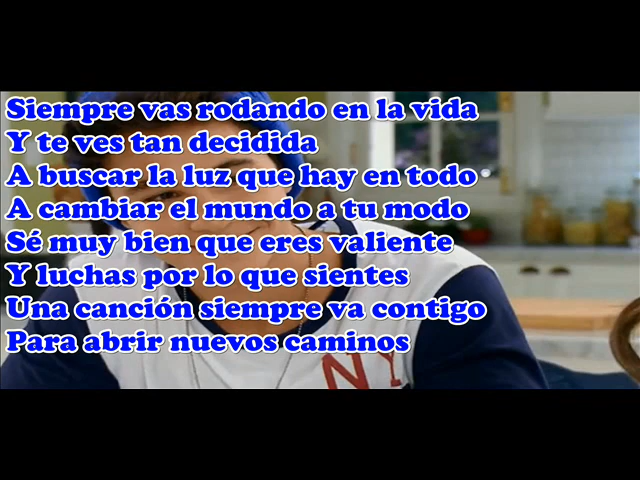 Siempre vas rodando en la vida
Y te ves tan decidida
A buscar la luz que hay en todo
A cambiar el mundo a tu modo
Sé muy bien que eres valiente
Y luchas por lo que sientes
Una canción siempre va contigo
Para abrir nuevos caminos
NY